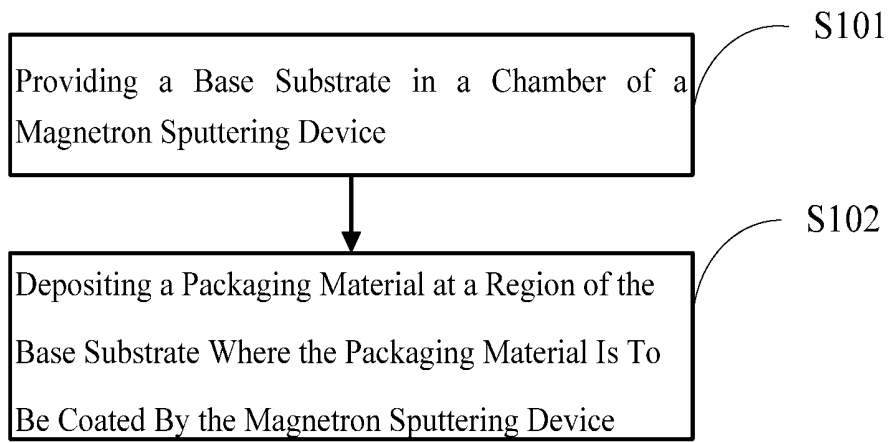 S101
Providing a Base Substrate in a Chamber of a
Magnetron Sputtering Device
S102
Depositing a Packaging Material at a Region of the
Base Substrate Where the Packaging Material Is To
Be Coated By the Magnetron Sputtering Device